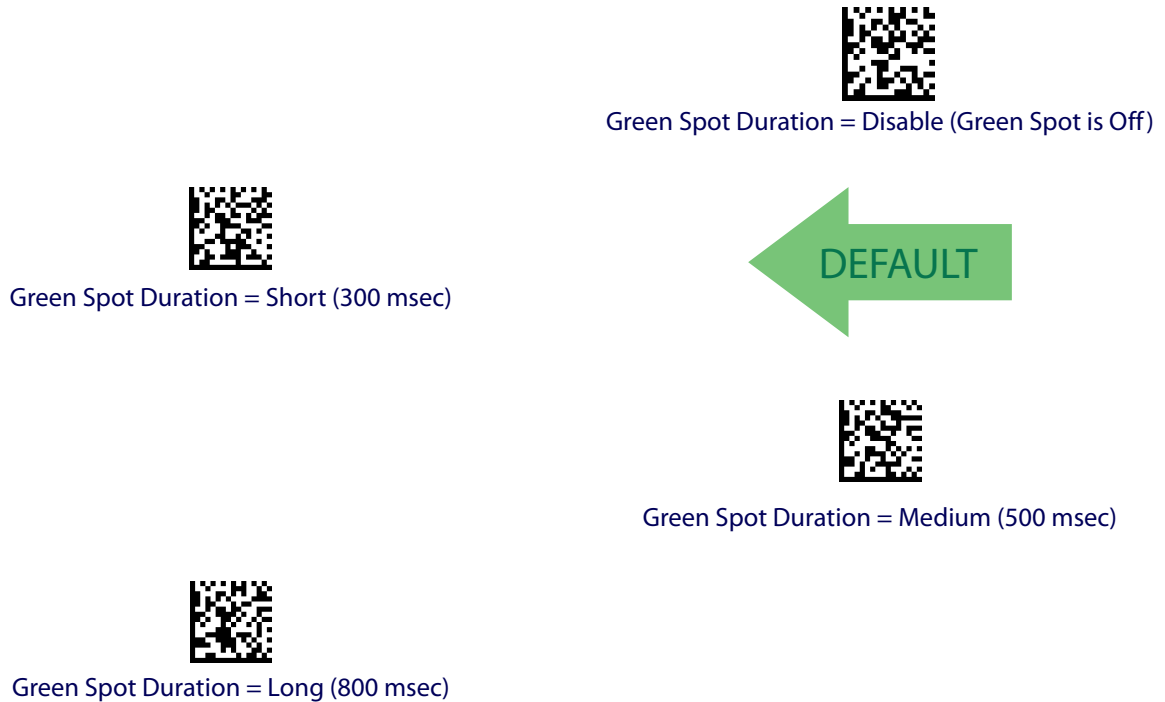 Green Spot Duration = Disable (Green Spot is Off)
Green Spot Duration = Short (300 msec)
DEFAULT
Green Spot Duration = Medium (500 msec)
Green Spot Duration = Long (800 msec)